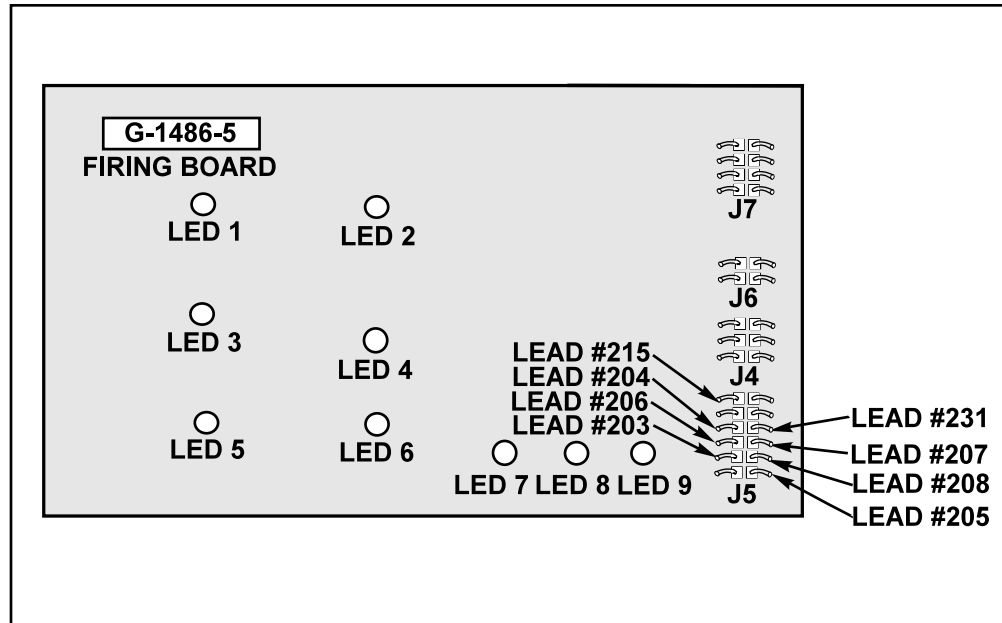 G-1486-5
FIRING BOARD
LED 1
LED 2
J7
LED 3
LED 4
J6
J4
LEAD #215
LEAD #204
LEAD #206
LEAD #203
LEAD #231
LEAD #207
LEAD #208
LEAD #205
LED 5
LED 6
LED 7 LED 8 LED 9
J5